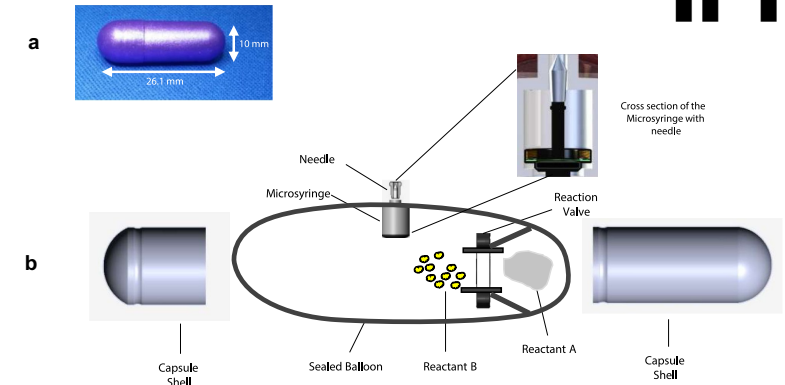 a
10 mm
26.1 mm
Cross section of the
Microsyringe with
needle
Needle
Microsyringe
Reaction
Valve
b
Capsule
Shell
Sealed Balloon
Reactant B
Reactant A
Capsule
Shell